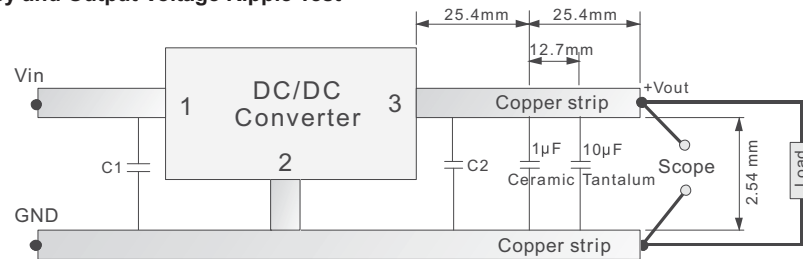 y and Output Voltage Ripple Test
25.4mm 25.4mm
12.7mm
Vin
DC/DC
Converter
1
2
3
Copper strip
+Vout
C1
C2
1μF
Ceramic
10μF
Tantalum
Scope
2.54 mm
Load
GND
Copper strip